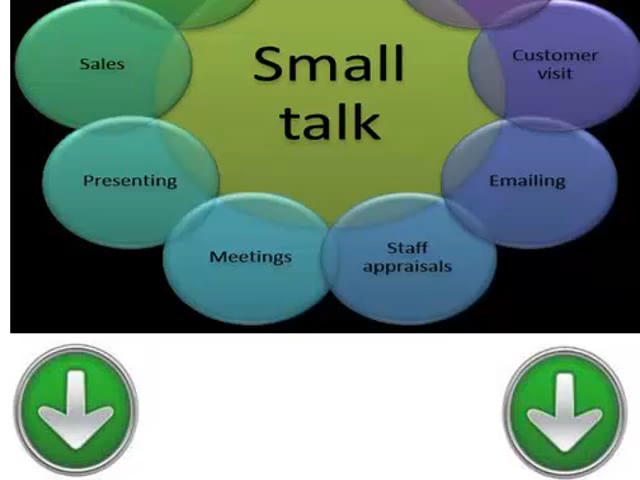 Small
talk
Sales
Customer
visit
Presenting
Emailing
Meetings
Staff
appraisals